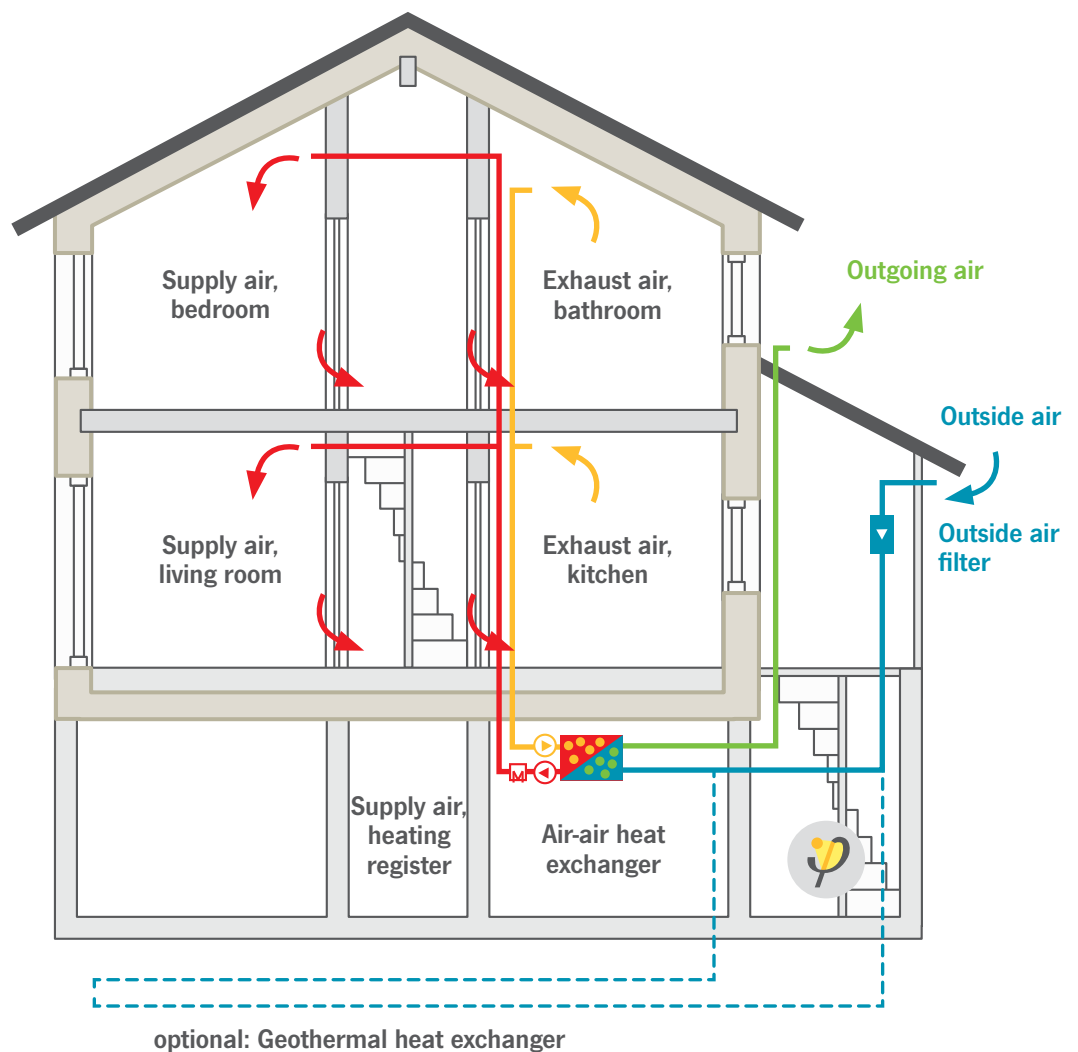 Supply air,
bedroom
Exhaust air,
bathroom
Outgoing air
Outside air
Supply air,
living room
Exhaust air,
kitchen
Outside air
filter
M
Supply air,
heating
register
Air-air heat
exchanger
optional: Geothermal heat exchanger